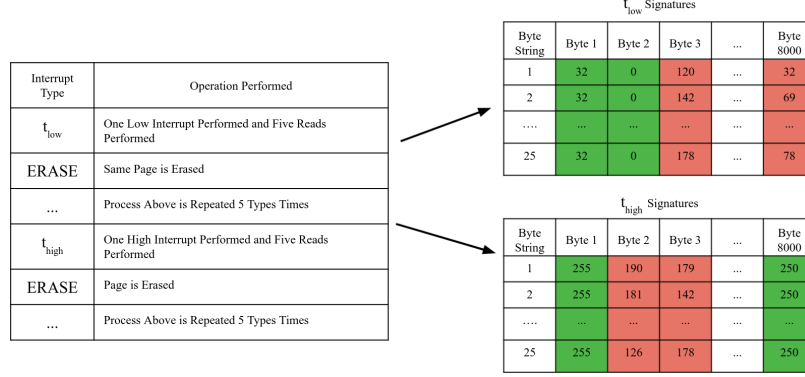 Interrupt Type | Operation Performed
t_low | One Low Interrupt Performed and Five Reads Performed
ERASE | Same Page is Erased
... | Process Above is Repeated 5 Types Times
t_high | One High Interrupt Performed and Five Reads Performed
ERASE | Page is Erased
... | Process Above is Repeated 5 Types Times
t_low Signatures
Byte String | Byte 1 | Byte 2 | Byte 3 | ... | Byte 8000
1 | 32 | 0 | 120 | ... | 32
2 | 32 | 0 | 142 | ... | 69
.... | ... | ... | ... | ... | ...
25 | 32 | 0 | 178 | ... | 78
t_high Signatures
Byte String | Byte 1 | Byte 2 | Byte 3 | ... | Byte 8000
1 | 255 | 190 | 179 | ... | 250
2 | 255 | 181 | 142 | ... | 250
.... | ... | ... | ... | ... | ...
25 | 255 | 126 | 178 | ... | 250